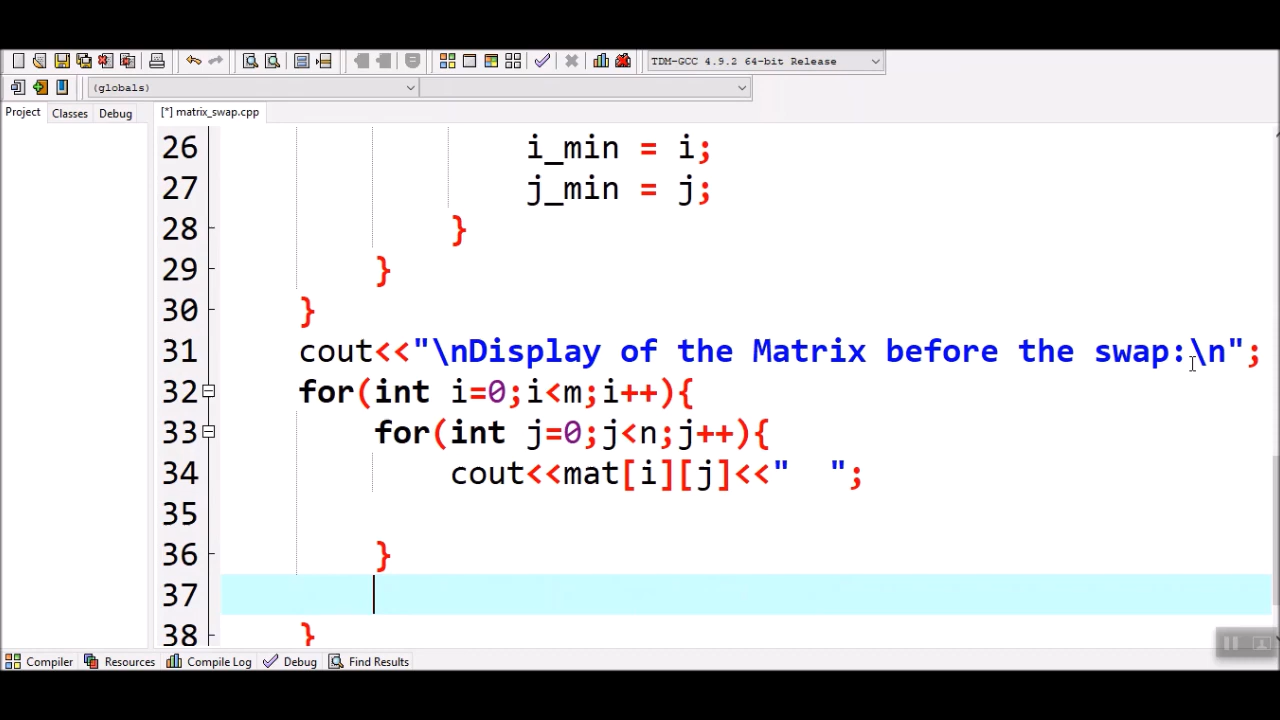 TDM-GCC 4.9.2 64-bit Release
(globals)
Project Classes Debug [*] matrix_swap.cpp
26 i_min = i;
27 j_min = j;
28 }
29 }
30 }
31 cout<<"\nDisplay of the Matrix before the swap:\n";
32 for(int i=0;i<m;i++){
33 for(int j=0;j<n;j++){
34 cout<<mat[i][j]<<"  ";
35
36 }
37
38 }
Compiler Resources Compile Log Debug Find Results